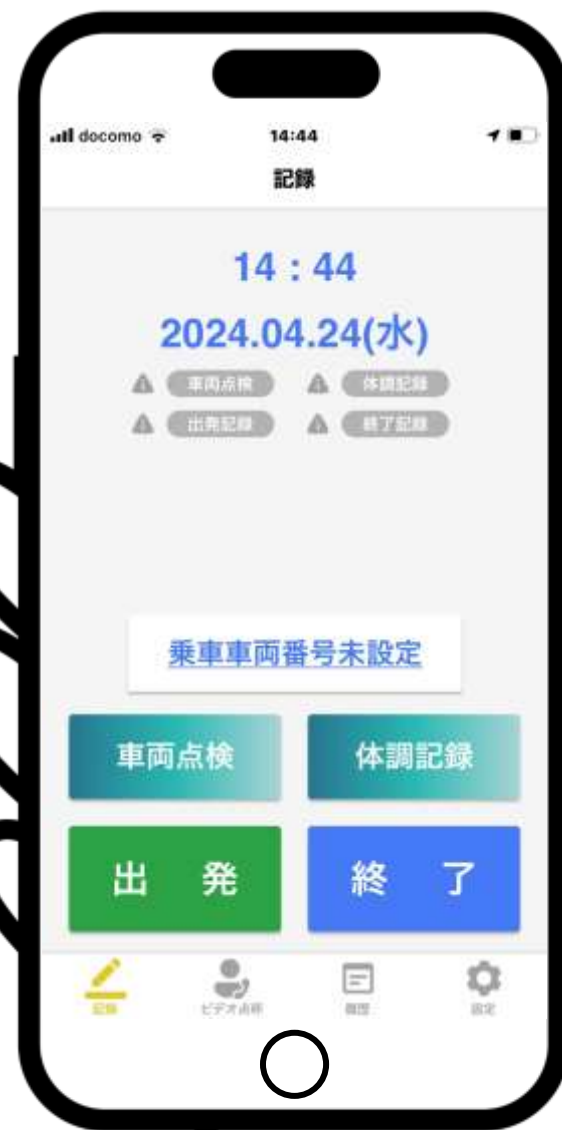 docomo 14:44
記録
14 : 44
2024.04.24(水)
車両点検 体調記録
出発記録 終了記録
乗車車両番号未設定
車両点検 体調記録
出 発 終 了
記録 ビデオ点呼 履歴 設定